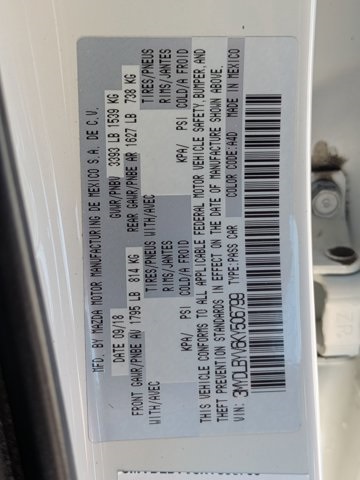 MFD. BY MAZDA MOTOR MANUFACTURING DE MEXICO S.A. DE C.V.
DATE 09/18 GVWR/PNBV 3393 LB 1539 KG
FRONT GAWR/PNBE AV 1795 LB 814 KG REAR GAWR/PNBE AR 1627 LB 738 KG
WITH/AVEC TIRES/PNEUS WITH/AVEC TIRES/PNEUS
RIMS/JANTES RIMS/JANTES
KPA/ PSI COLD/A FROID KPA/ PSI COLD/A FROID
THIS VEHICLE CONFORMS TO ALL APPLICABLE FEDERAL MOTOR VEHICLE SAFETY, BUMPER, AND
THEFT PREVENTION STANDARDS IN EFFECT ON THE DATE OF MANUFACTURE SHOWN ABOVE.
3MYDLBYV6KY506799 TYPE:PASS CAR COLOR CODE:A4D MADE IN MEXICO